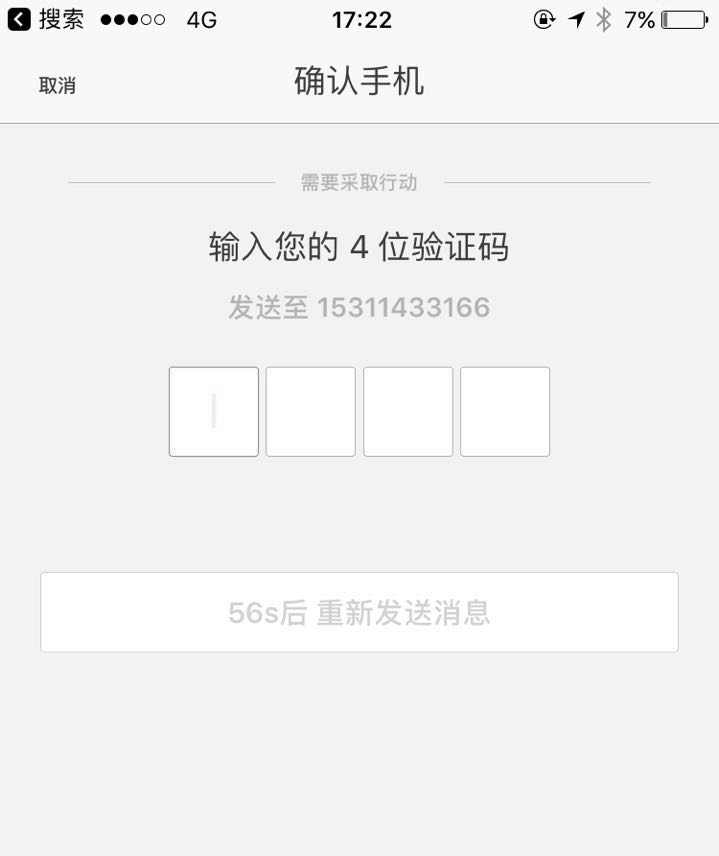 搜索 4G 17:22 7%
取消 确认手机
需要采取行动
输入您的 4 位验证码
发送至 15311433166
56s后 重新发送消息